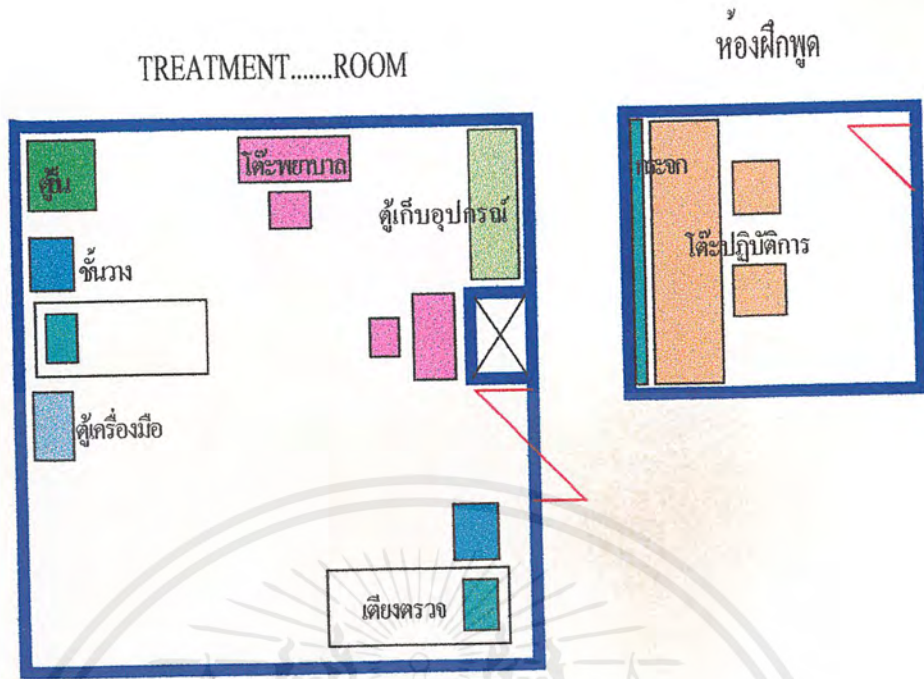 TREATMENT.......ROOM
ห้องฝึกพูด
ตู้เย็น
โต๊ะพยาบาล
ตู้เก็บอุปกรณ์
ชั้นวาง
ตู้เครื่องมือ
เตียงตรวจ
กระจก
โต๊ะปฏิบัติการ